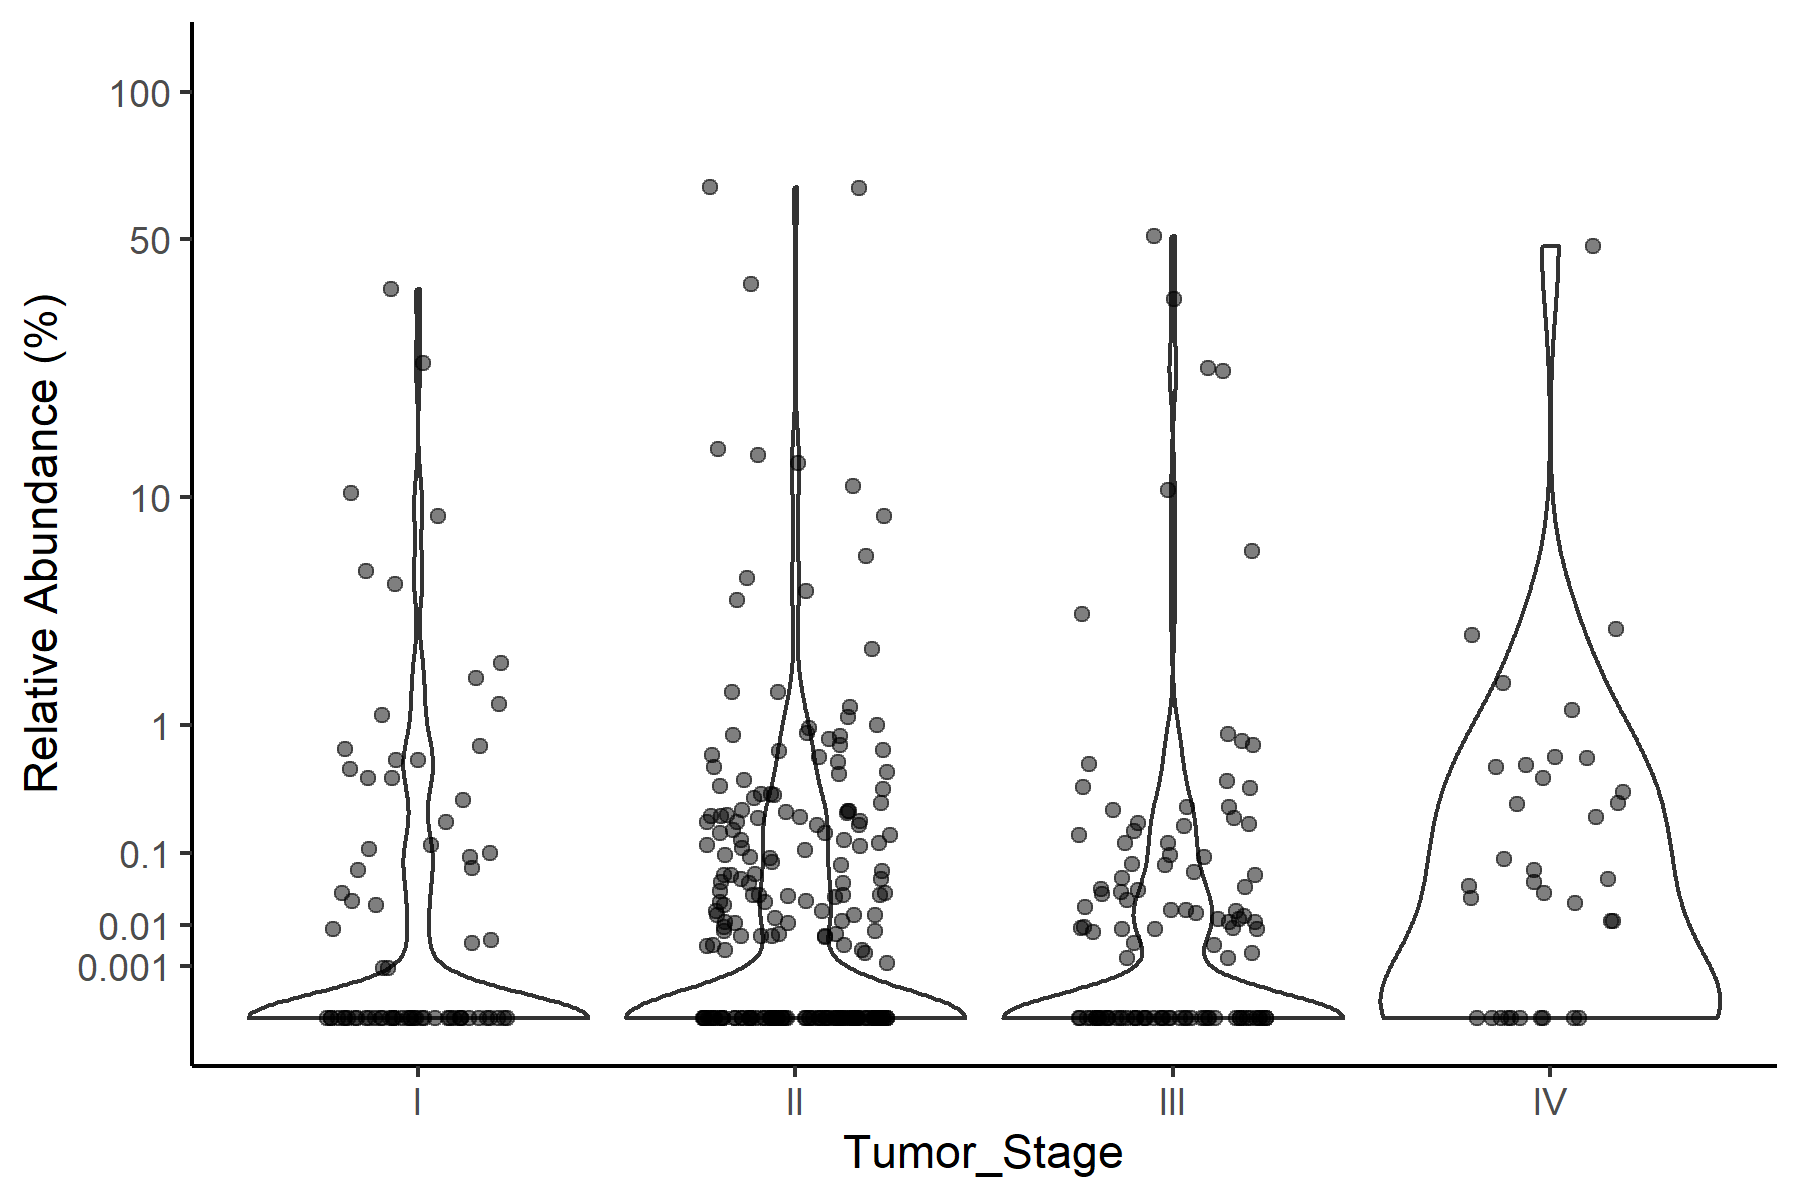 Relative Abundance (%)
100
50
10
1
0.1
0.01
0.001
I
II
III
IV
Tumor_Stage